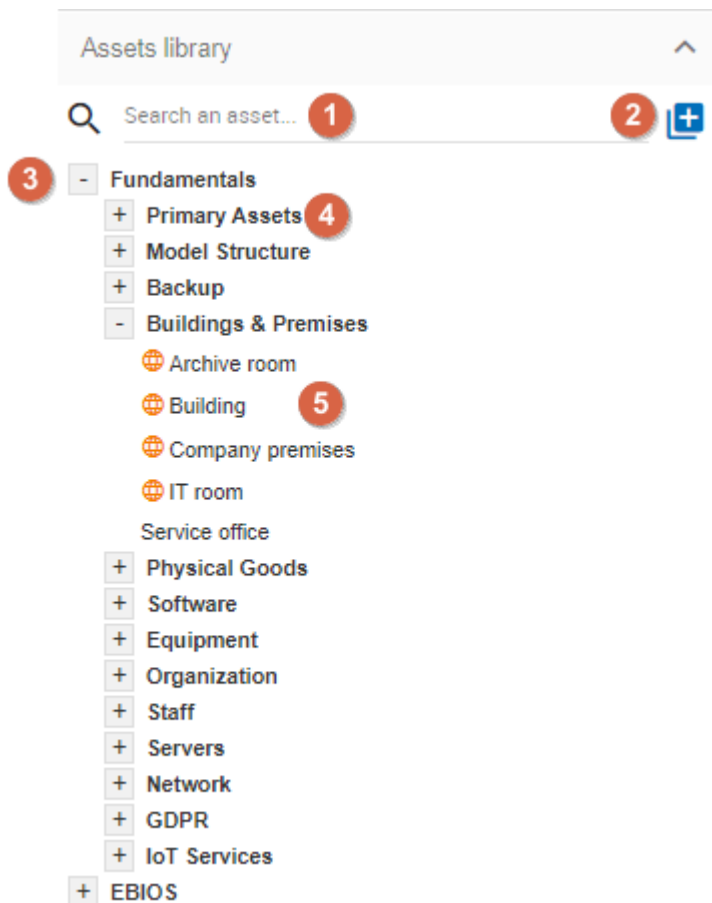 Assets library
Search an asset... 1 2
3 - Fundamentals
+ Primary Assets 4
+ Model Structure
+ Backup
- Buildings & Premises
Archive room
Building 5
Company premises
IT room
Service office
+ Physical Goods
+ Software
+ Equipment
+ Organization
+ Staff
+ Servers
+ Network
+ GDPR
+ IoT Services
+ EBIOS